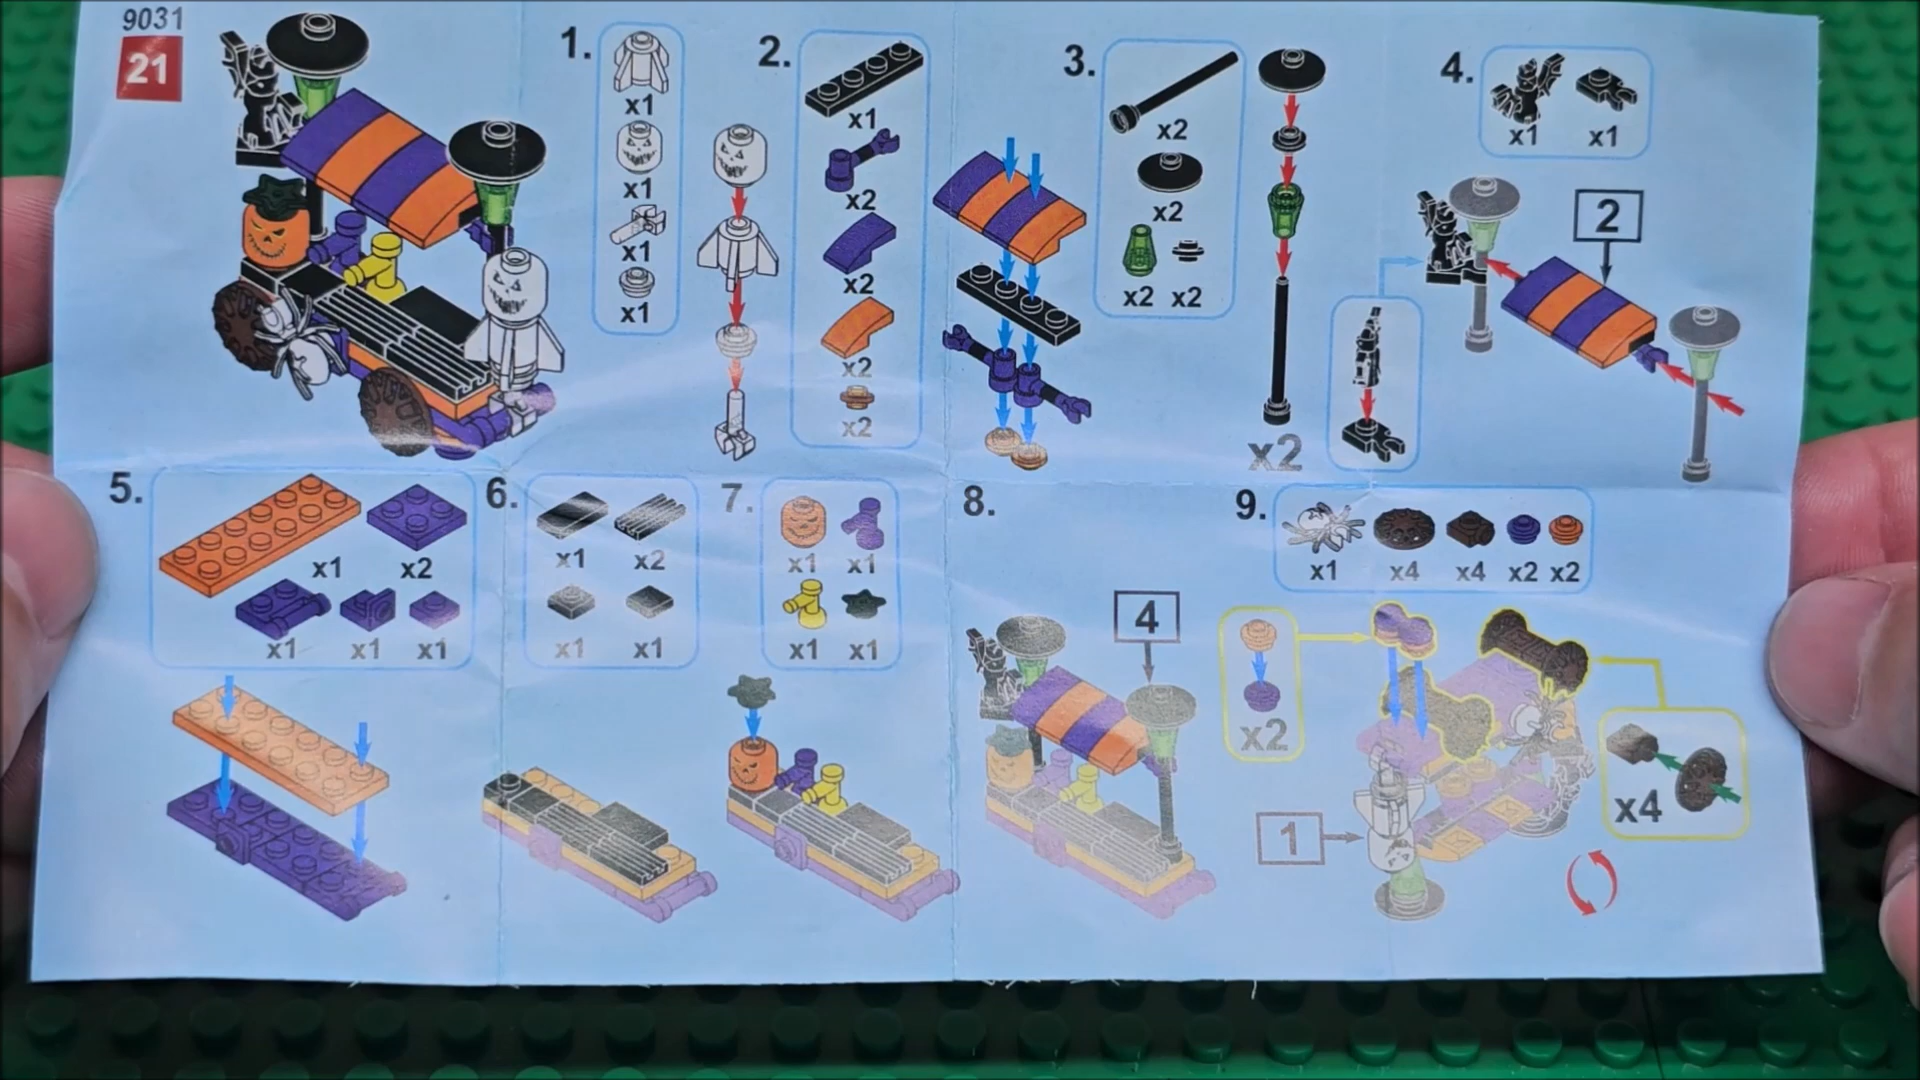 9031
21
1.
x1
x1
x1
x1
2.
x1
x2
x2
x2
x2
3.
x2
x2
x2 x2
x2
4.
x1 x1
2
5.
x1 x2
x1 x1 x1
6.
x1 x2
x1 x1
7.
x1 x1
x1 x1
8.
4
9.
x1 x4 x4 x2 x2
x2
1
x4